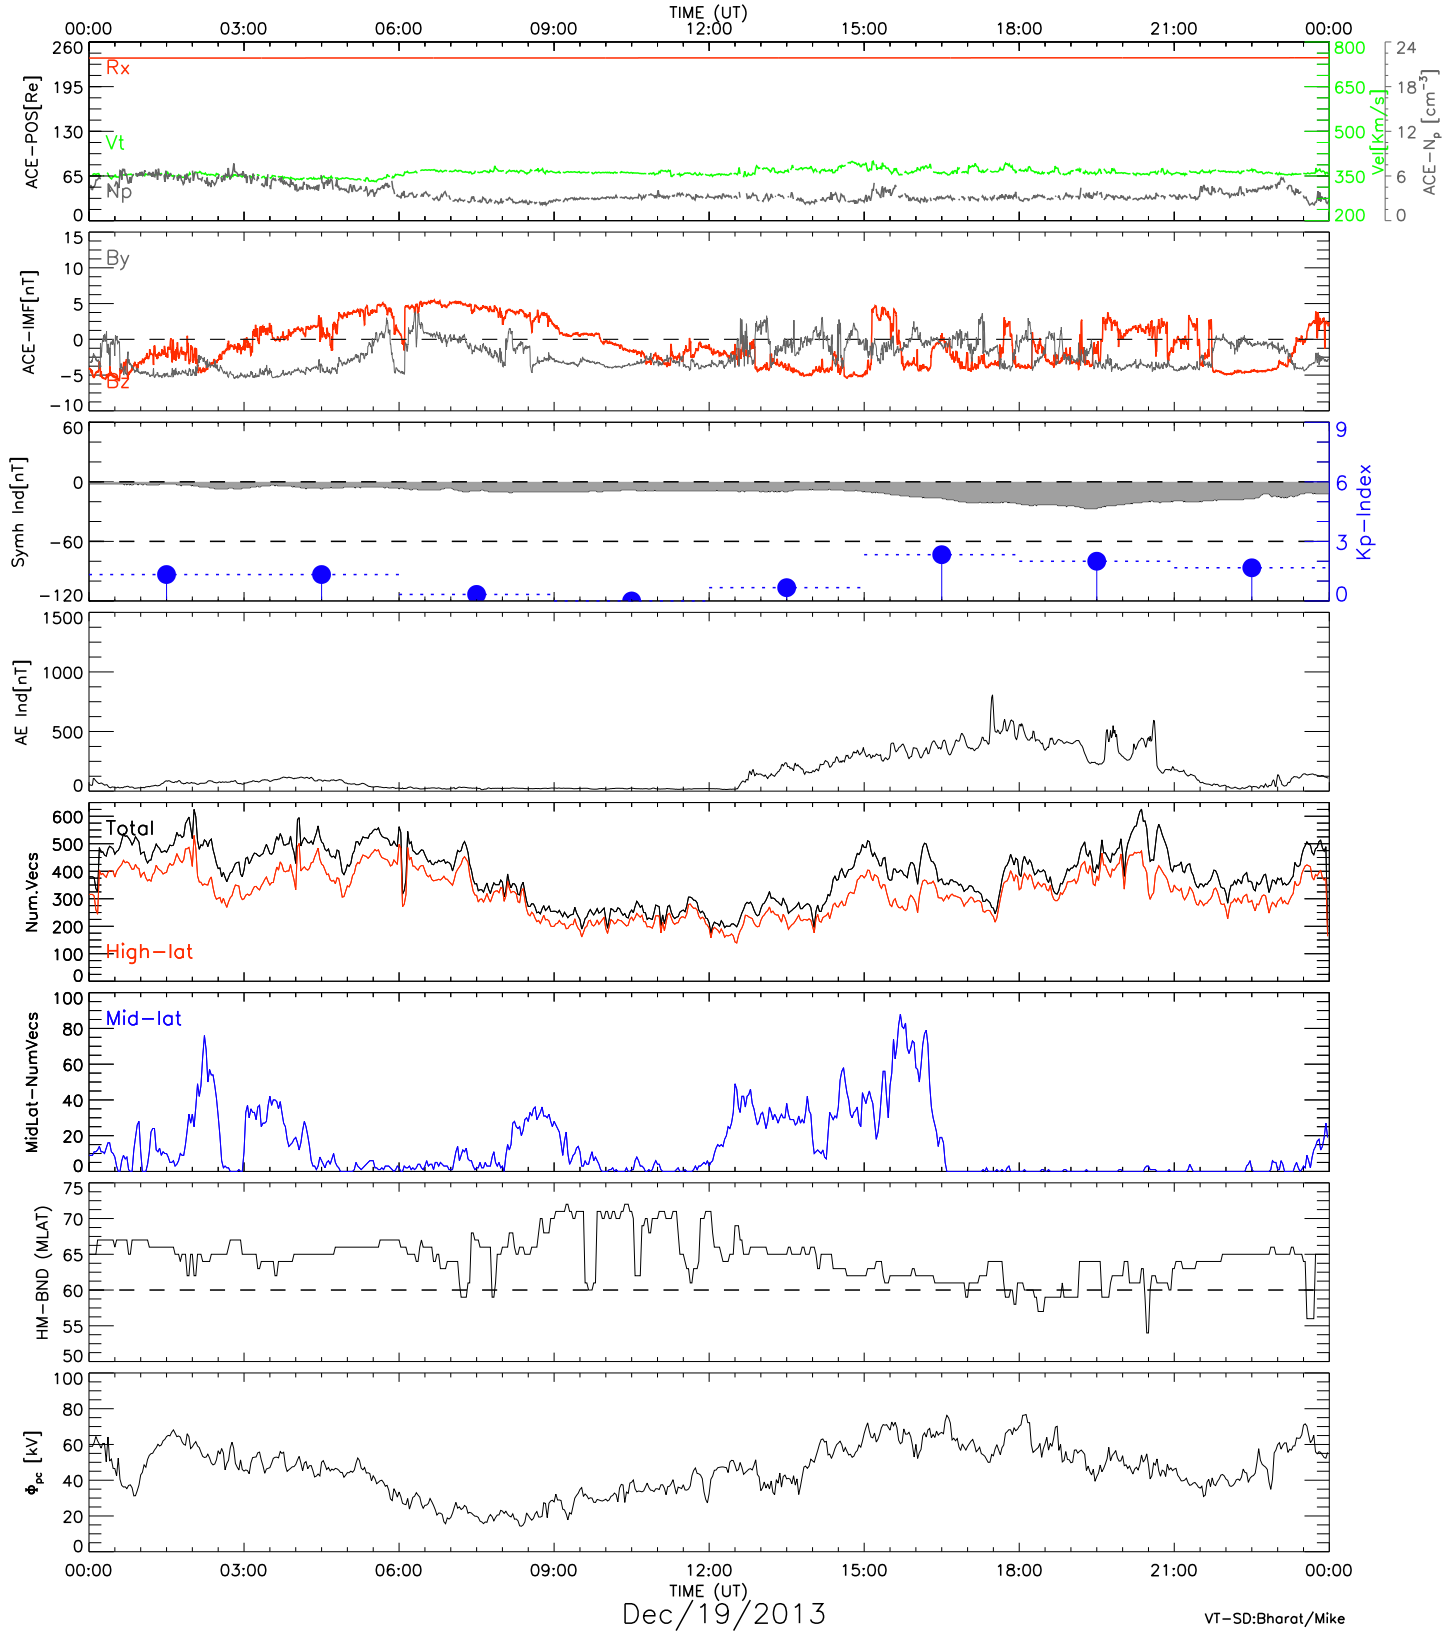 TIME (UT)
00:00 03:00 06:00 09:00 12:00 15:00 18:00 21:00 00:00
260 195 130 65 0
ACE-POS[Re]
Rx
Vt
Np
800 650 500 350 200
Vel[Km/s]
24 18 12 6 0
ACE-Np [cm-3]
15 10 5 0 -5 -10
ACE-IMF[nT]
By
Bz
60 0 -60 -120
Symh Ind[nT]
9 6 3 0
Kp-Index
1500 1000 500 0
AE Ind[nT]
600 500 400 300 200 100 0
Num.Vecs
Total
High-lat
100 80 60 40 20 0
MidLat-NumVecs
Mid-lat
75 70 65 60 55 50
HM-BND (MLAT)
100 80 60 40 20 0
Φpc [kV]
00:00 03:00 06:00 09:00 12:00 15:00 18:00 21:00 00:00
TIME (UT)
Dec/19/2013
VT-SD:Bharat/Mike